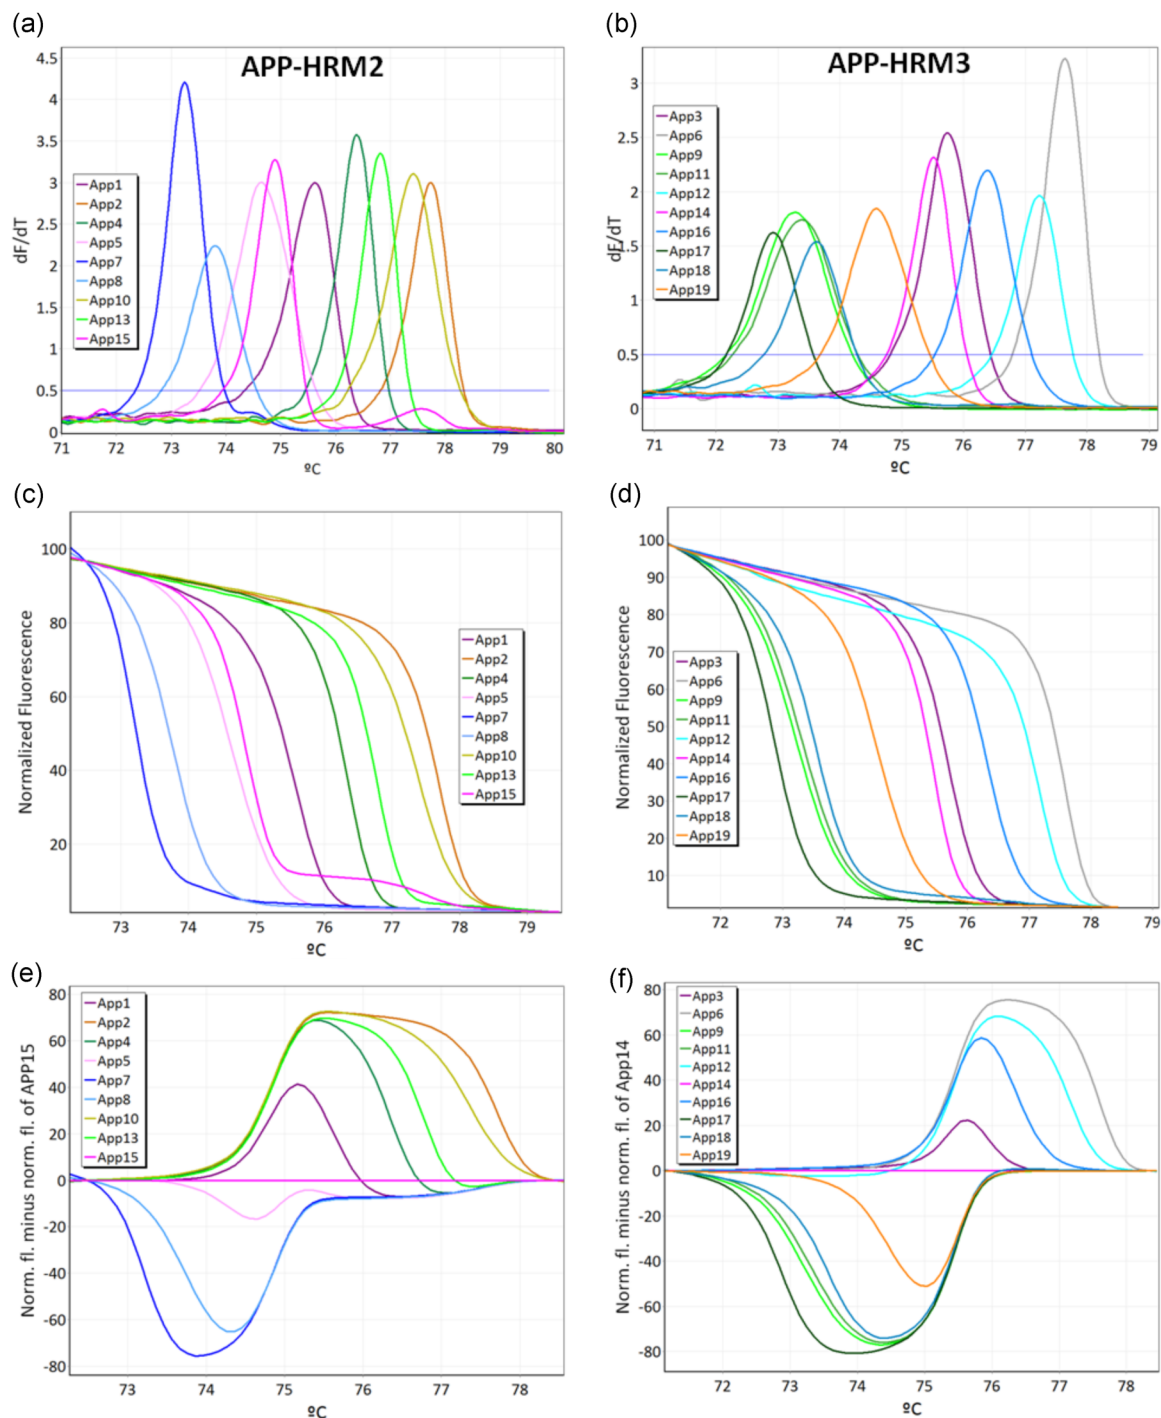 (a)
APP-HRM2
dF/dT
4.5
4
3.5
3
2.5
2
1.5
1
0.5
0
App1
App2
App4
App5
App7
App8
App10
App13
App15
71 72 73 74 75 76 77 78 79 80
ºC
(b)
APP-HRM3
dF/dT
3
2.5
2
1.5
1
0.5
0
App3
App6
App9
App11
App12
App14
App16
App17
App18
App19
71 72 73 74 75 76 77 78 79
ºC
(c)
Normalized Fluorescence
100
80
60
40
20
App1
App2
App4
App5
App7
App8
App10
App13
App15
73 74 75 76 77 78 79
ºC
(d)
Normalized Fluorescence
100
90
80
70
60
50
40
30
20
10
App3
App6
App9
App11
App12
App14
App16
App17
App18
App19
72 73 74 75 76 77 78 79
ºC
(e)
Norm. fl. minus norm. fl. of APP15
80
60
40
20
0
-20
-40
-60
-80
App1
App2
App4
App5
App7
App8
App10
App13
App15
73 74 75 76 77 78
ºC
(f)
Norm. fl. minus norm. fl. of App14
80
60
40
20
0
-20
-40
-60
-80
App3
App6
App9
App11
App12
App14
App16
App17
App18
App19
72 73 74 75 76 77 78
ºC